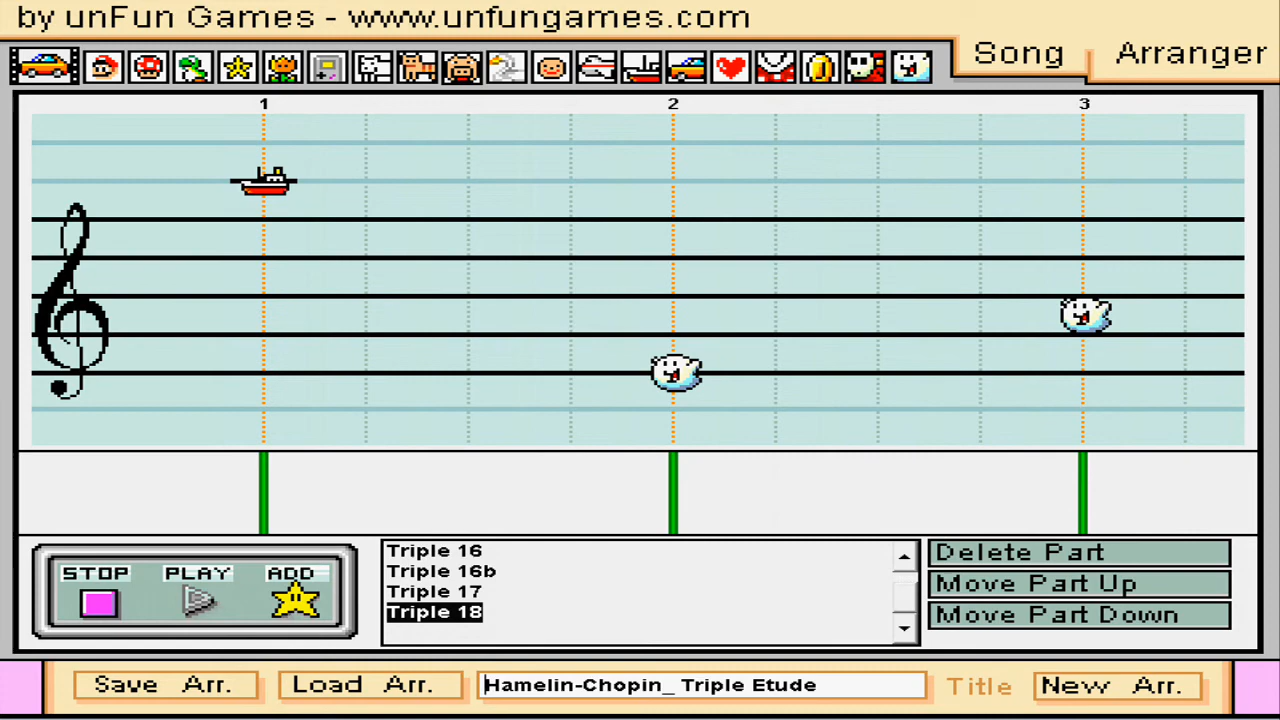 by unFun Games - www.unfungames.com
Song
Arranger
1
2
3
STOP
PLAY
ADD
Triple 16
Triple 16b
Triple 17
Triple 18
Delete Part
Move Part Up
Move Part Down
Save Arr.
Load Arr.
Hamelin-Chopin_ Triple Etude
Title
New Arr.